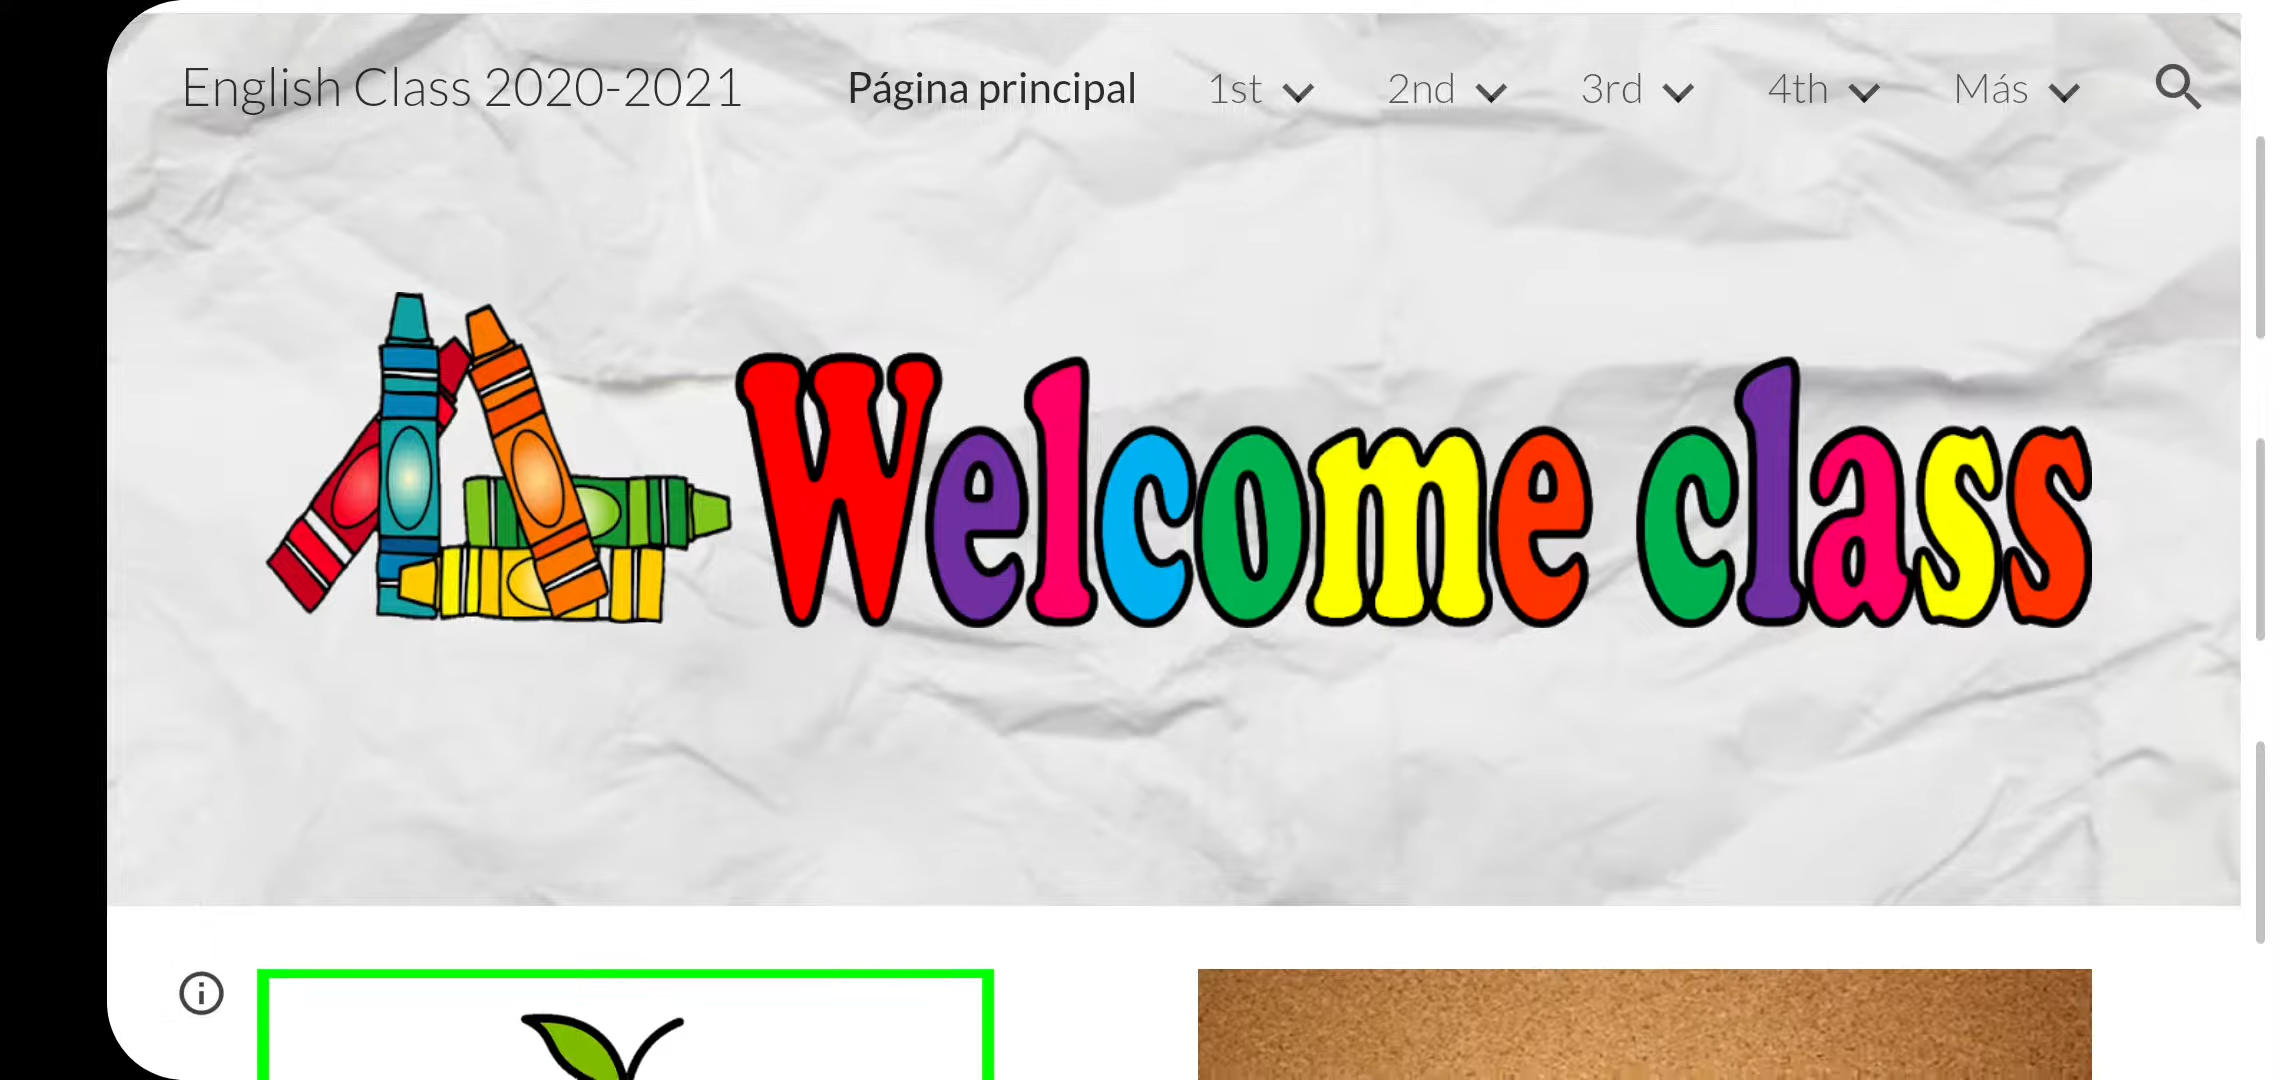 English Class 2020-2021 Página principal 1st 2nd 3rd 4th Más
Welcome class